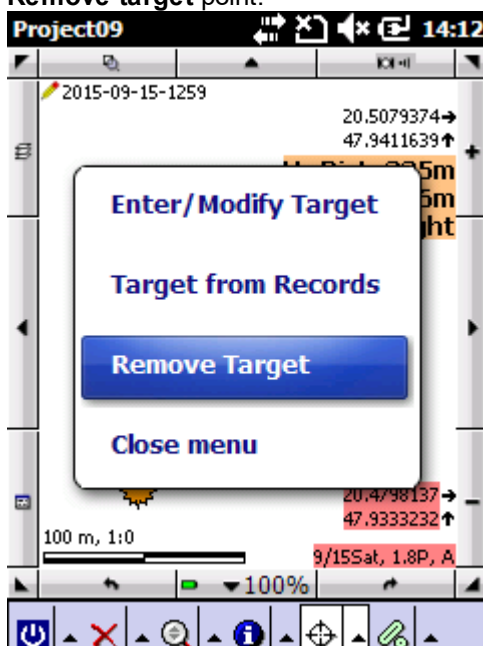 Remove target point.
Project09 14:12
2015-09-15-1259
20.5079374
47.9411639
5m
Enter/Modify Target
5m
ght
Target from Records
Remove Target
Close menu
20.4798137
47.9333232
100 m, 1:0
9/15Sat, 1.8P, A
100%